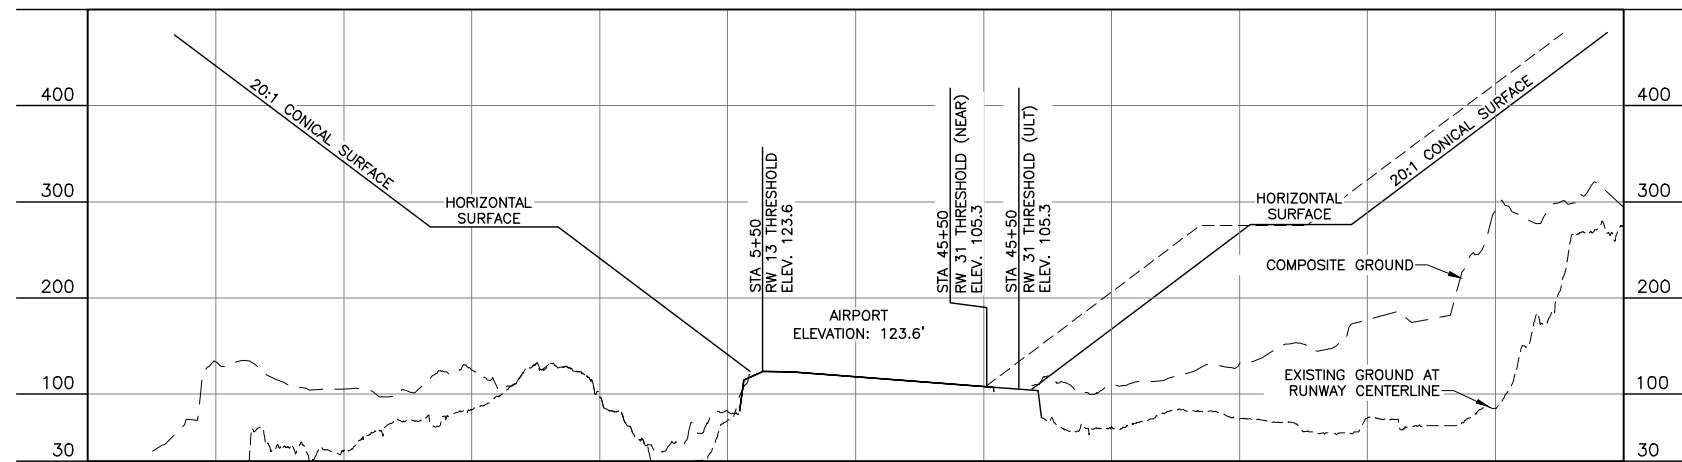 400
300
200
100
30
20:1 CONICAL SURFACE
HORIZONTAL
SURFACE
STA 5+50
RW 13 THRESHOLD
ELEV. 123.6
AIRPORT
ELEVATION: 123.6'
STA 45+50
RW 31 THRESHOLD (NEAR)
ELEV. 105.3
STA 45+50
RW 31 THRESHOLD (ULT)
ELEV. 105.3
HORIZONTAL
SURFACE
20:1 CONICAL SURFACE
COMPOSITE GROUND
EXISTING GROUND AT
RUNWAY CENTERLINE
400
300
200
100
30